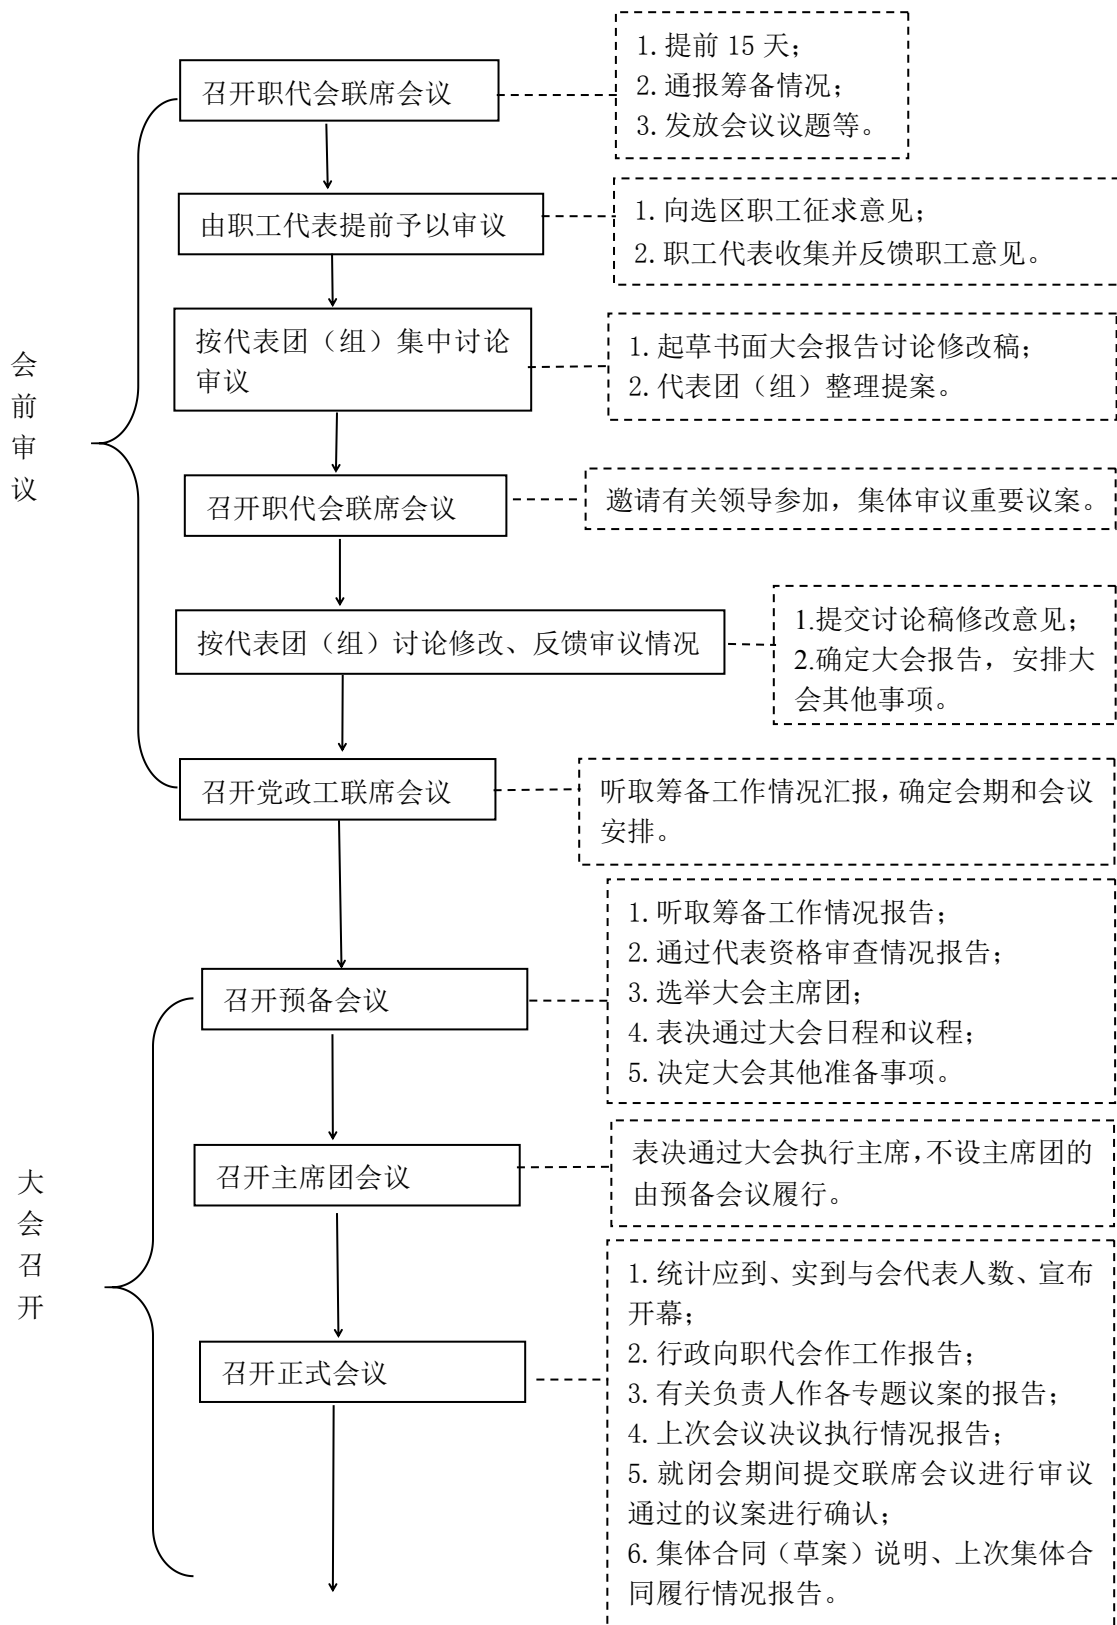 召开职代会联席会议
1. 提前 15 天；
2. 通报筹备情况；
3. 发放会议议题等。
由职工代表提前予以审议
1. 向选区职工征求意见；
2. 职工代表收集并反馈职工意见。
会
前
审
议
按代表团（组）集中讨论
审议
1. 起草书面大会报告讨论修改稿；
2. 代表团（组）整理提案。
召开职代会联席会议
邀请有关领导参加，集体审议重要议案。
按代表团（组）讨论修改、反馈审议情况
1.提交讨论稿修改意见；
2.确定大会报告，安排大
会其他事项。
召开党政工联席会议
听取筹备工作情况汇报，确定会期和会议
安排。
召开预备会议
1. 听取筹备工作情况报告；
2. 通过代表资格审查情况报告；
3. 选举大会主席团；
4. 表决通过大会日程和议程；
5. 决定大会其他准备事项。
大
会
召
开
召开主席团会议
表决通过大会执行主席，不设主席团的
由预备会议履行。
召开正式会议
1. 统计应到、实到与会代表人数、宣布
开幕；
2. 行政向职代会作工作报告；
3. 有关负责人作各专题议案的报告；
4. 上次会议决议执行情况报告；
5. 就闭会期间提交联席会议进行审议
通过的议案进行确认；
6. 集体合同（草案）说明、上次集体合
同履行情况报告。